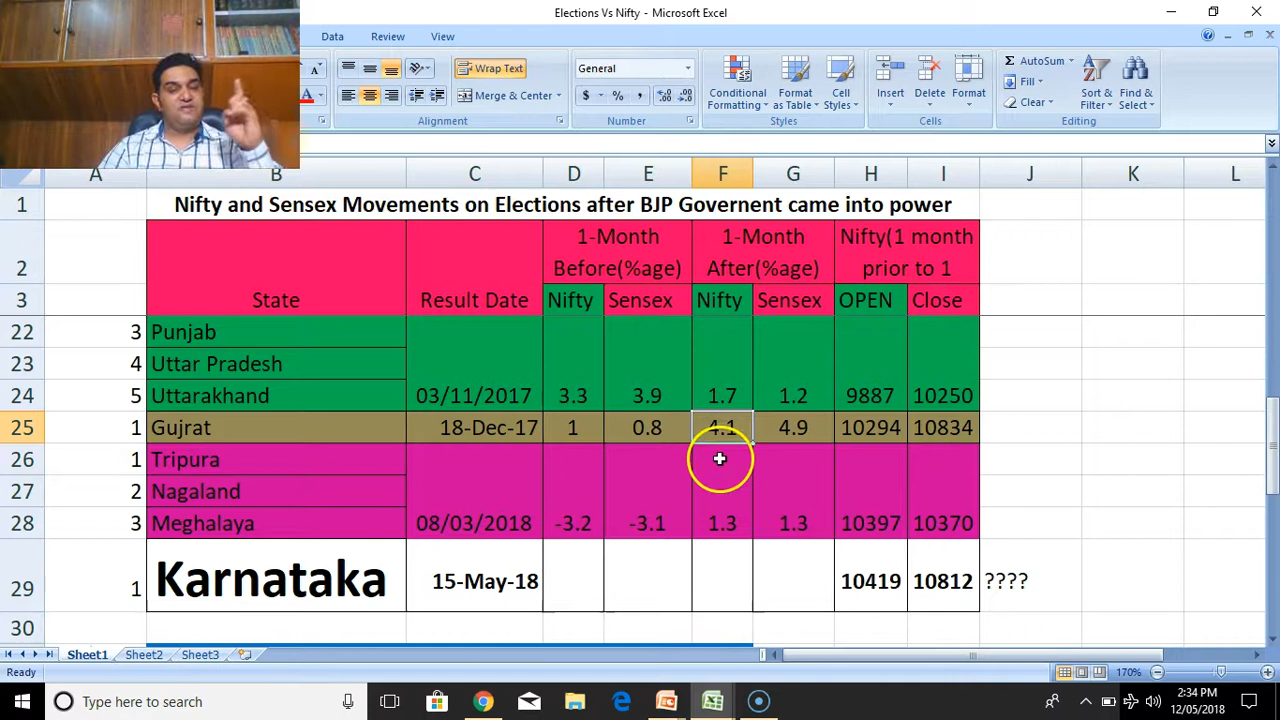 Elections Vs Nifty - Microsoft Excel
Data Review View
Wrap Text
General
Merge & Center
$ % ,
Conditional Formatting
Format as Table
Cell Styles
Insert Delete Format
Σ AutoSum
Fill
Clear
Sort & Filter
Find & Select
Alignment Number Styles Cells Editing
A B C D E F G H I J K L
1 Nifty and Sensex Movements on Elections after BJP Governent came into power
2 1-Month Before(%age) 1-Month After(%age) Nifty(1 month prior to 1
3 State Result Date Nifty Sensex Nifty Sensex OPEN Close
22 3 Punjab
23 4 Uttar Pradesh
24 5 Uttarakhand 03/11/2017 3.3 3.9 1.7 1.2 9887 10250
25 1 Gujrat 18-Dec-17 1 0.8 4.1 4.9 10294 10834
26 1 Tripura
27 2 Nagaland
28 3 Meghalaya 08/03/2018 -3.2 -3.1 1.3 1.3 10397 10370
29 1 Karnataka 15-May-18 10419 10812 ????
30
Sheet1 Sheet2 Sheet3
Ready 170%
Type here to search
2:34 PM
12/05/2018